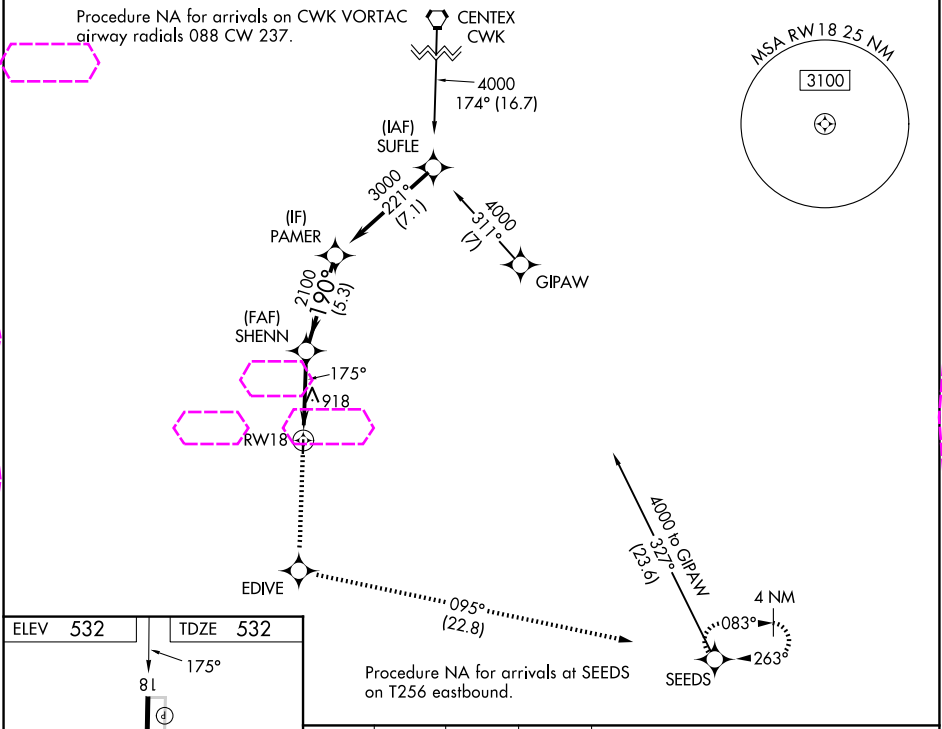 Procedure NA for arrivals on CWK VORTAC
airway radials 088 CW 237.
CENTEX
CWK
MSA RW18 25 NM
3100
4000
174° (16.7)
(IAF)
SUFLE
3000
221°
(7.1)
4000
311°
(7)
(IF)
PAMER
GIPAW
2100
190°
(5.3)
(FAF)
SHENN
175°
918
RW18
4000 to GIPAW
327°
(23.6)
EDIVE
095°
(22.8)
4 NM
083°
263°
SEEDS
Procedure NA for arrivals at SEEDS
on T256 eastbound.
ELEV 532
TDZE 532
175°
18
P